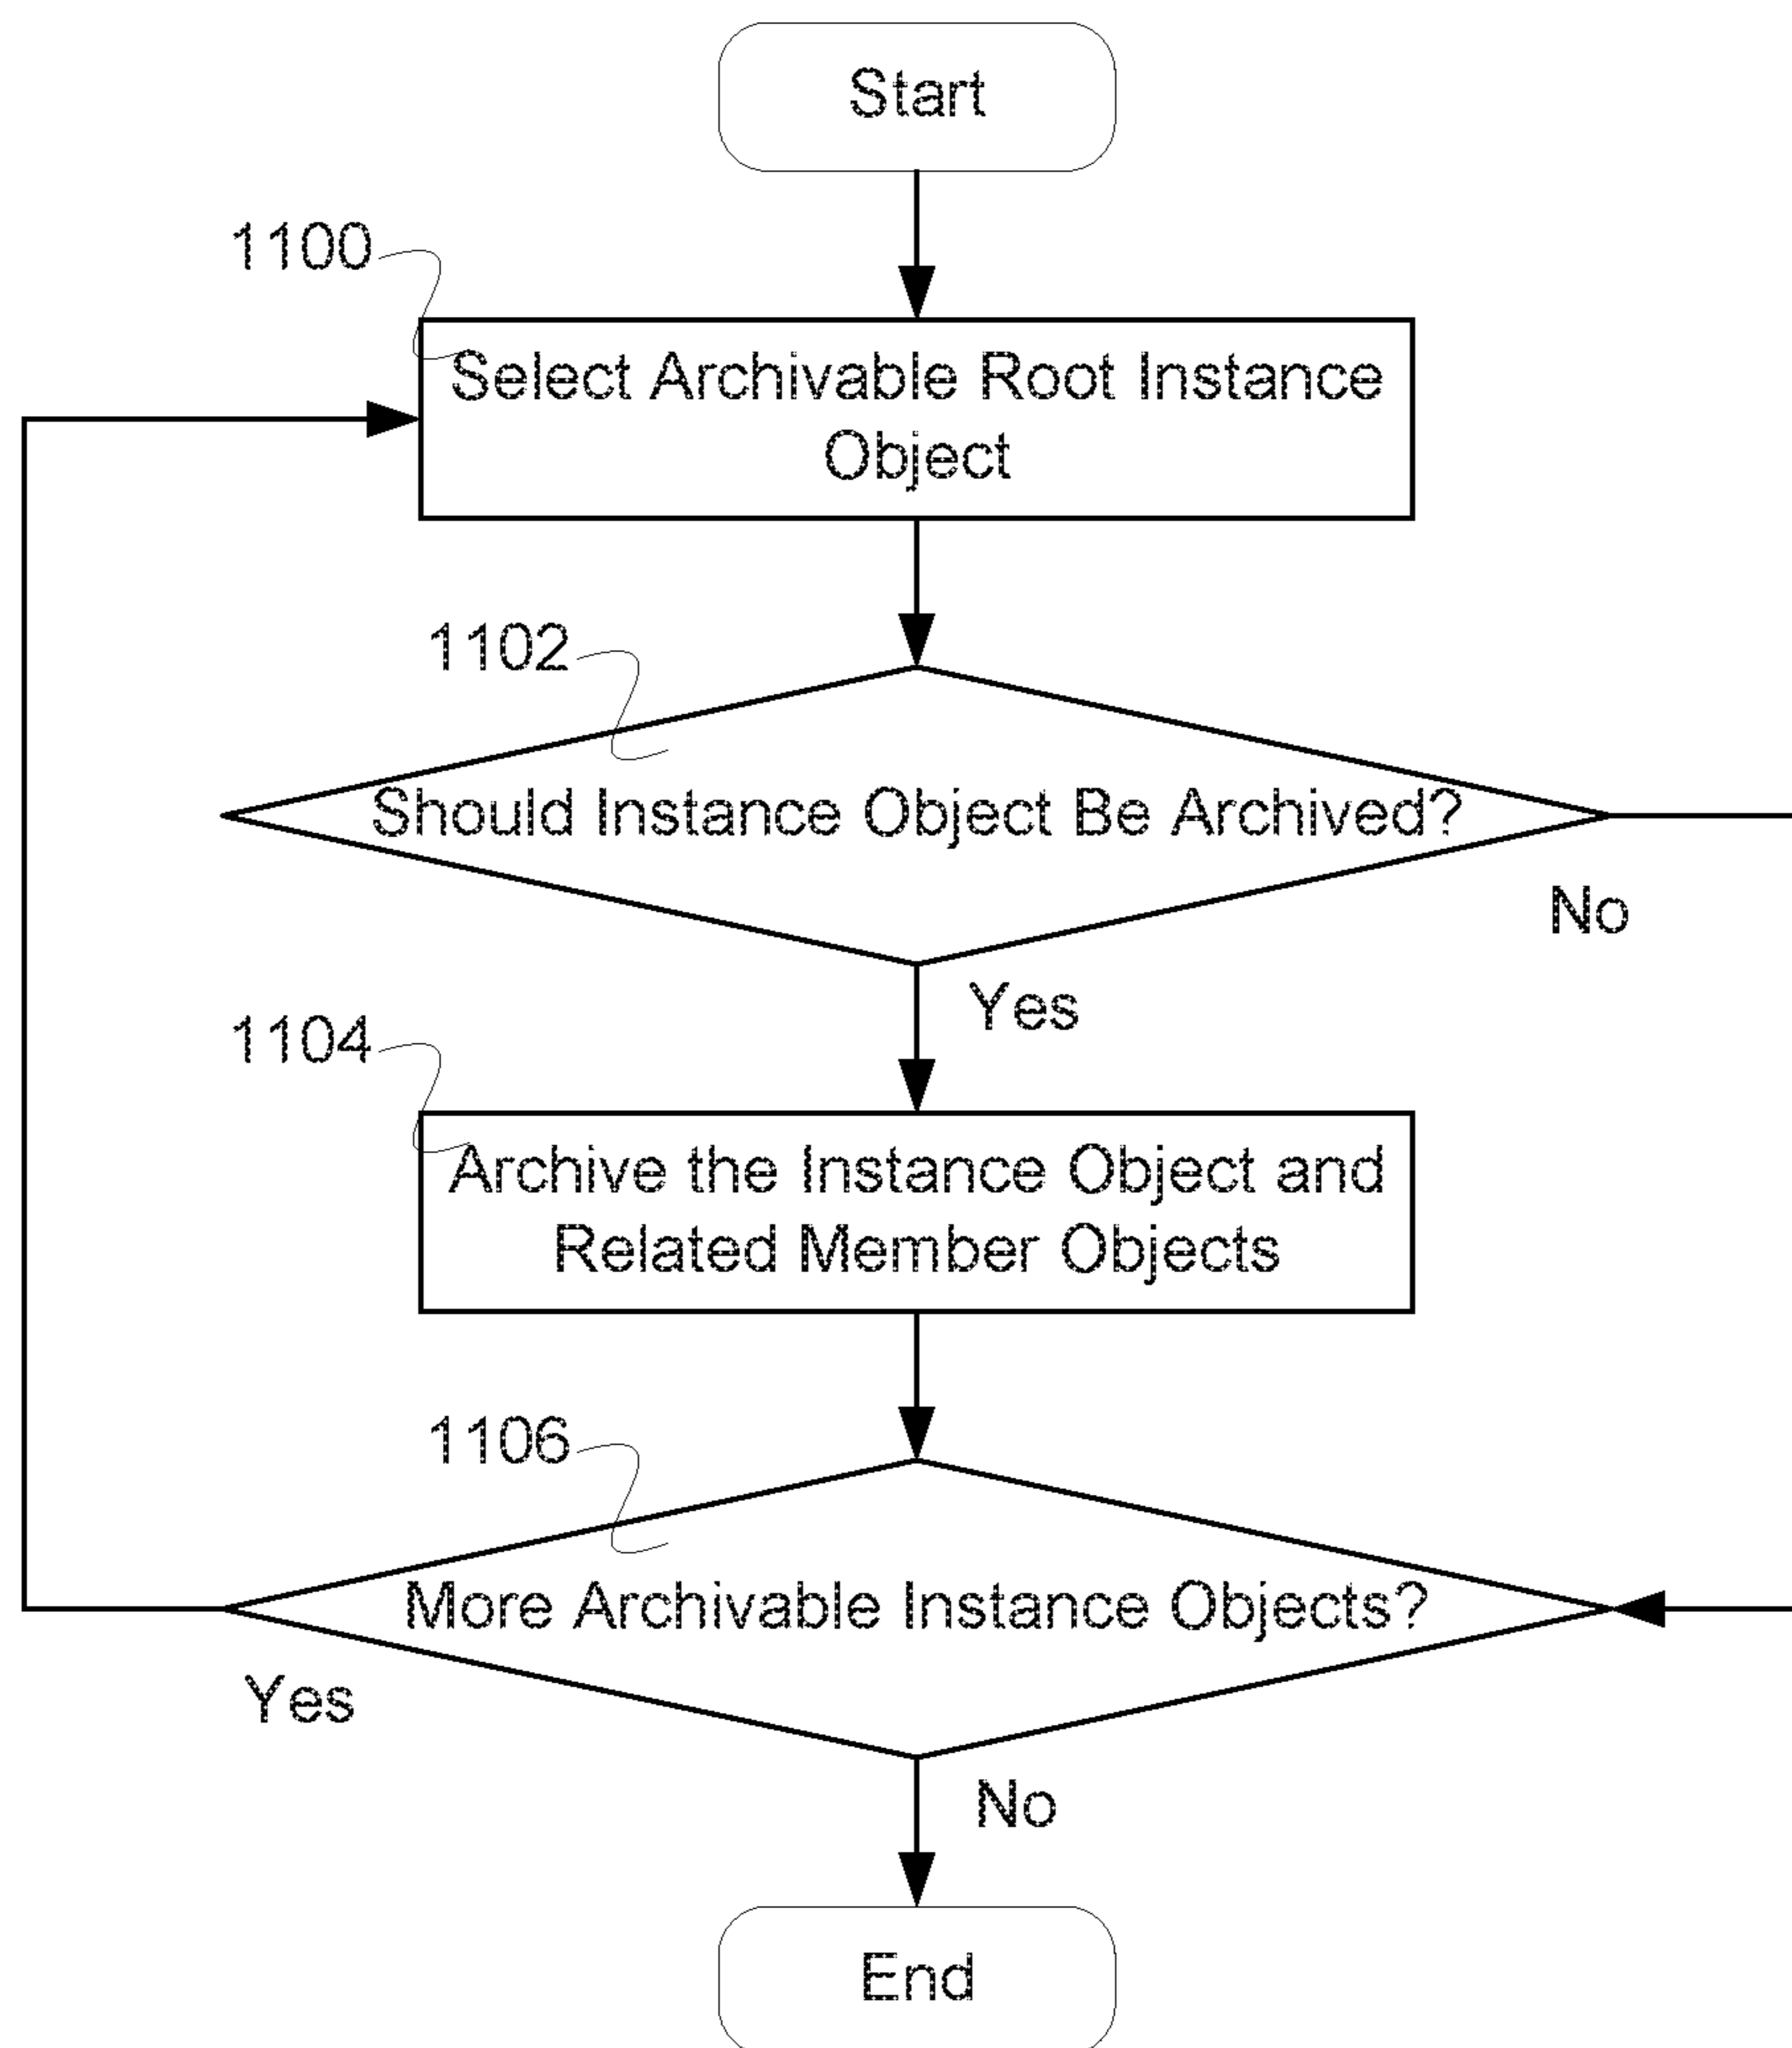 Start
1100
Select Archivable Root Instance
Object
1102
Should Instance Object Be Archived?
No
Yes
1104
Archive the Instance Object and
Related Member Objects
1106
More Archivable Instance Objects?
Yes
No
End